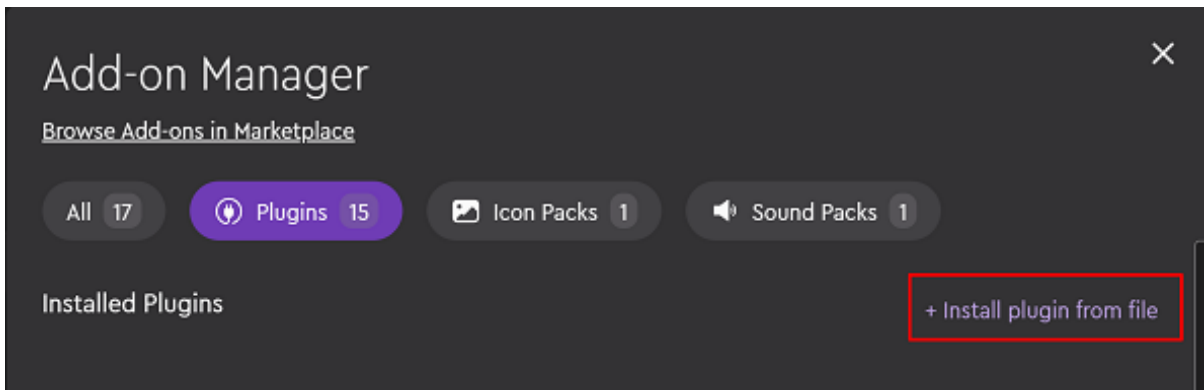 Add-on Manager
Browse Add-ons in Marketplace
All 17 Plugins 15 Icon Packs 1 Sound Packs 1
Installed Plugins + Install plugin from file